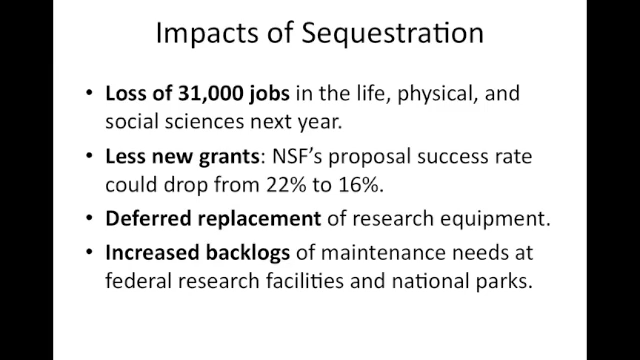 Impacts of Sequestration
• Loss of 31,000 jobs in the life, physical, and
social sciences next year.
• Less new grants: NSF's proposal success rate
could drop from 22% to 16%.
• Deferred replacement of research equipment.
• Increased backlogs of maintenance needs at
federal research facilities and national parks.